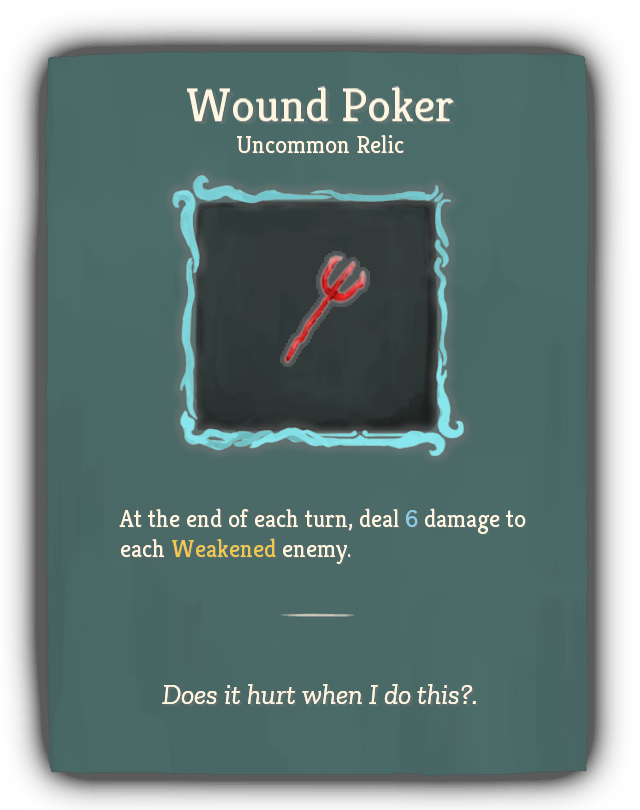 Wound Poker
Uncommon Relic
At the end of each turn, deal 6 damage to
each Weakened enemy.
Does it hurt when I do this?.